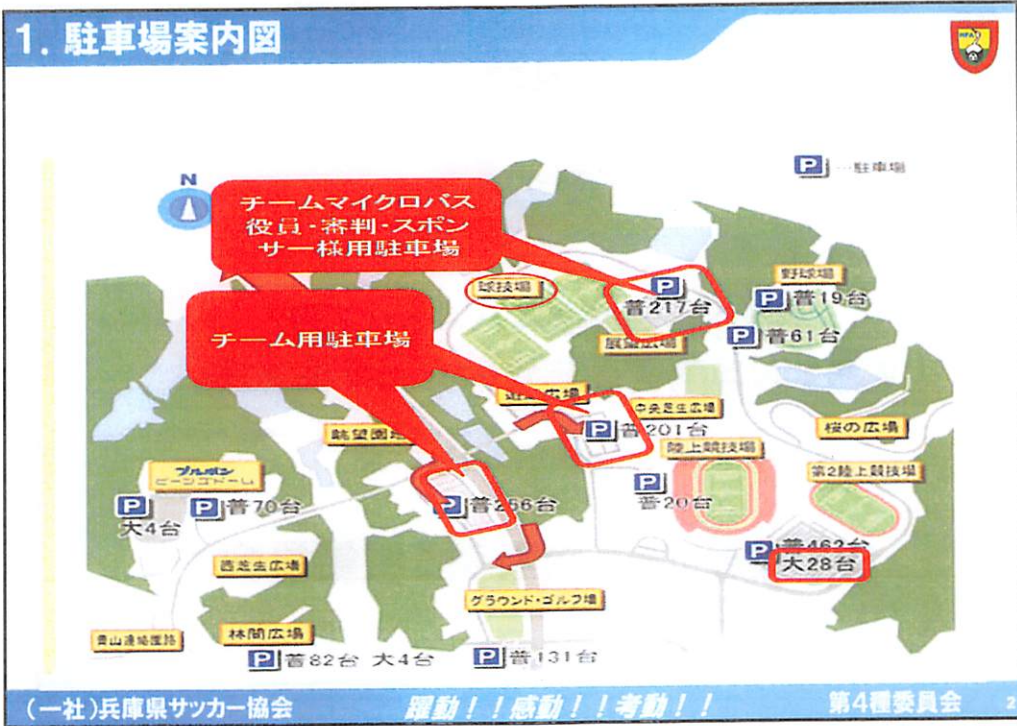 1. 駐車場案内図
HFA
P …駐車場
N
チームマイクロバス
役員・審判・スポン
サー様用駐車場
球技場
P
普217台
野球場
P 普19台
P 普61台
チーム用駐車場
展望広場
中央芝生広場
P 普201台
桜の広場
眺望園地
陸上競技場
第2陸上競技場
ブルボン
ビーンズドーム
P
大4台
P 普70台
P 普266台
P
普20台
P 普462台
大28台
西芝生広場
グラウンド・ゴルフ場
林間広場
P 普82台 大4台
P 普131台
(一社)兵庫県サッカー協会
躍動!!感動!!考動!!
第4種委員会
2